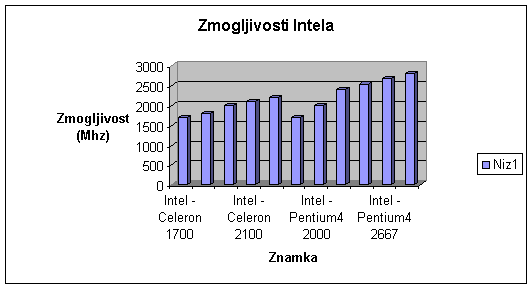 Zmogljivosti Intela
Zmogljivost
(Mhz)
3000
2500
2000
1500
1000
500
0
Intel -
Celeron
1700
Intel -
Celeron
2100
Intel -
Pentium4
2000
Intel -
Pentium4
2667
Znamka
Niz1